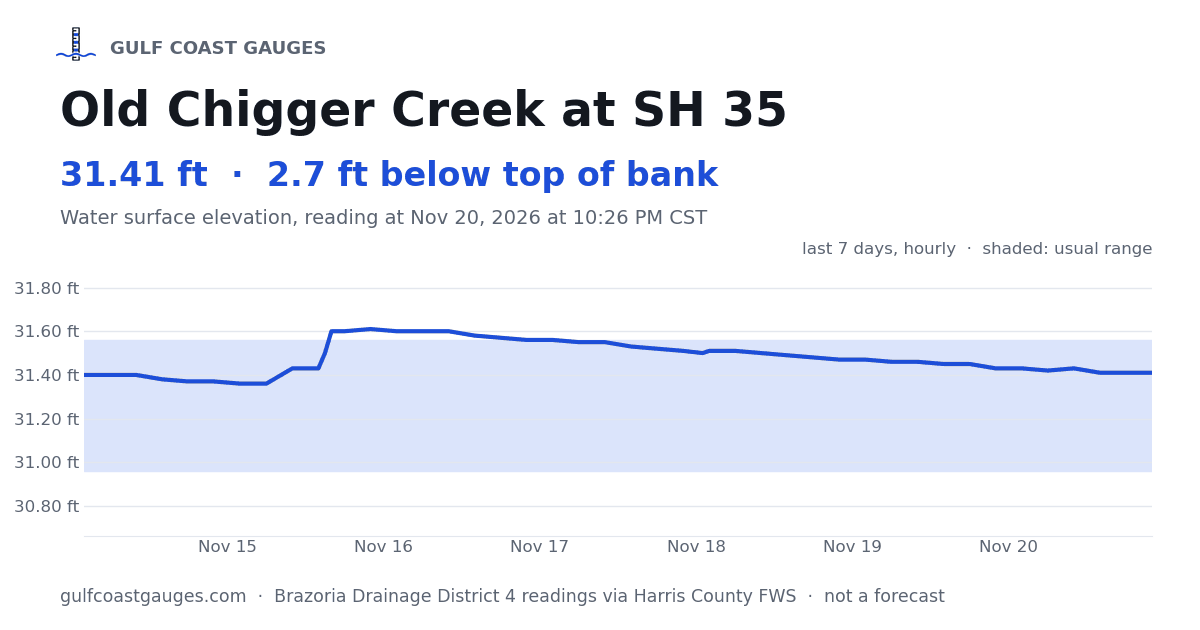 GULF COAST GAUGES
Old Chigger Creek at SH 35
31.41 ft · 2.7 ft below top of bank
Water surface elevation, reading at Nov 20, 2026 at 10:26 PM CST
last 7 days, hourly · shaded: usual range
31.80 ft
31.60 ft
31.40 ft
31.20 ft
31.00 ft
30.80 ft
Nov 15 Nov 16 Nov 17 Nov 18 Nov 19 Nov 20
gulfcoastgauges.com · Brazoria Drainage District 4 readings via Harris County FWS · not a forecast